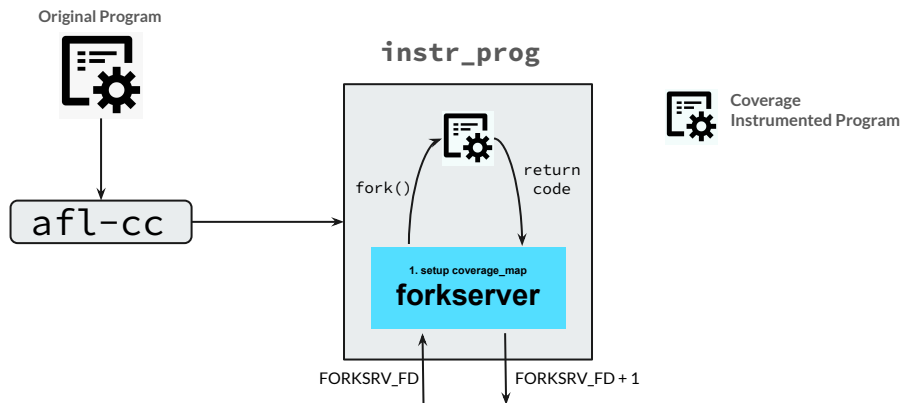 Original Program
instr_prog
Coverage
Instrumented Program
fork()
return
code
afl-cc
1. setup coverage_map
forkserver
FORKSRV_FD
FORKSRV_FD + 1